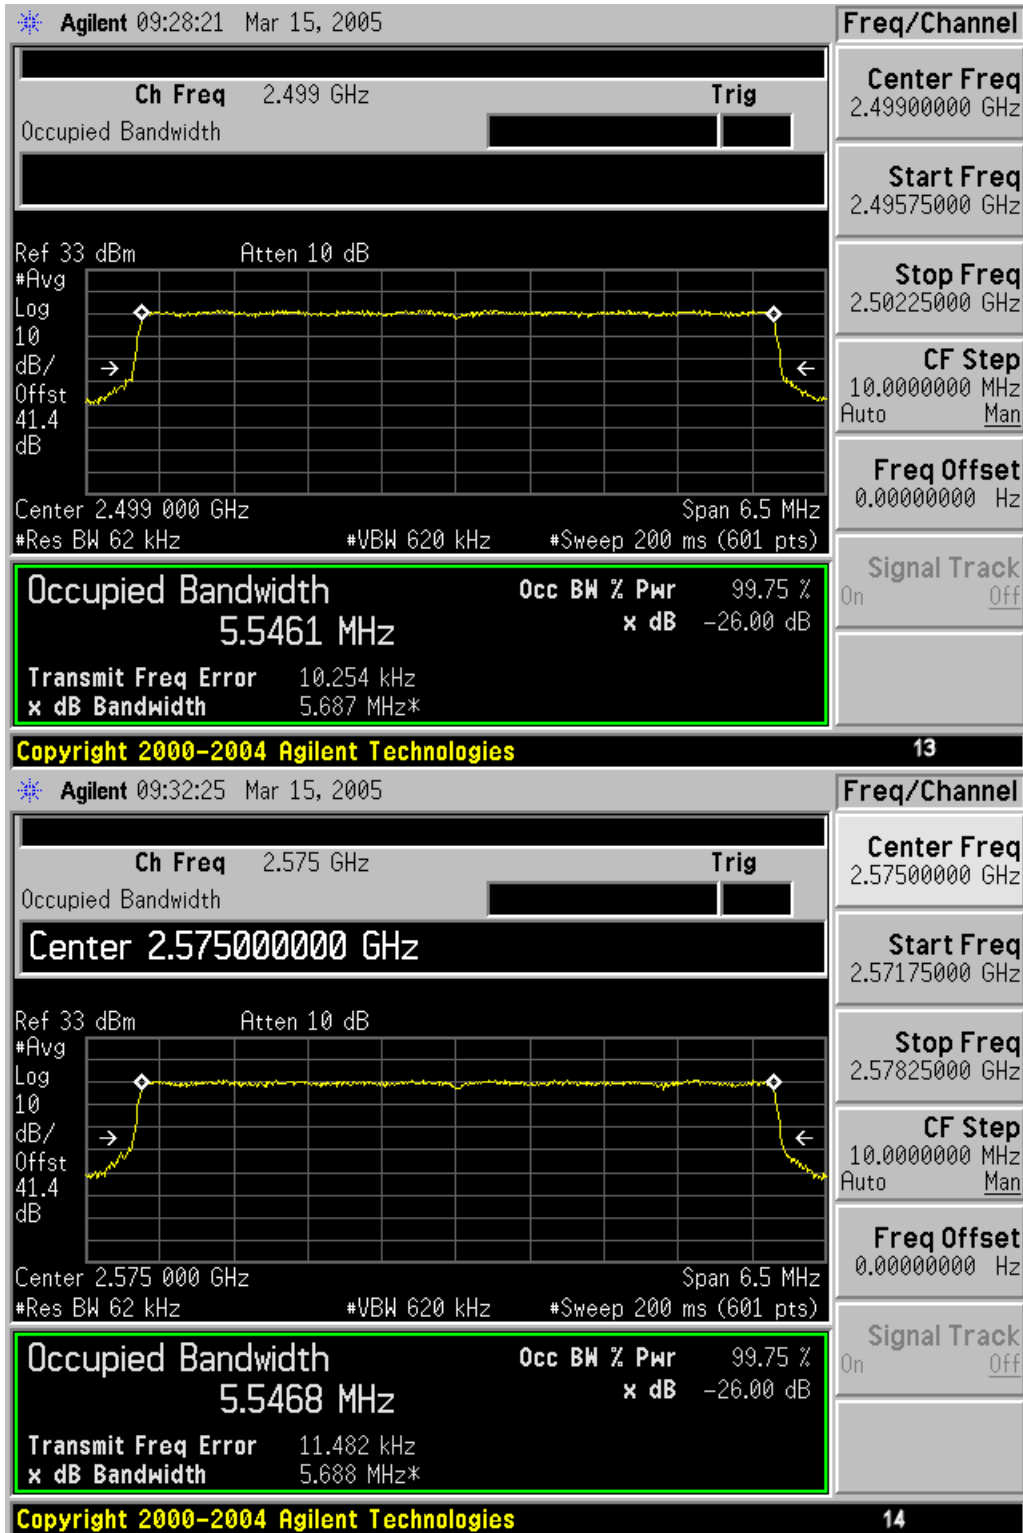 Agilent 09:28:21 Mar 15, 2005
Freq/Channel
Ch Freq 2.499 GHz Trig
Occupied Bandwidth
Center Freq
2.49900000 GHz
Start Freq
2.49575000 GHz
Stop Freq
2.50225000 GHz
CF Step
10.0000000 MHz
Auto Man
Freq Offset
0.00000000 Hz
Signal Track
On Off
Ref 33 dBm Atten 10 dB
#Avg
Log
10
dB/
Offst
41.4
dB
Center 2.499 000 GHz Span 6.5 MHz
#Res BW 62 kHz #VBW 620 kHz #Sweep 200 ms (601 pts)
Occupied Bandwidth Occ BW % Pwr 99.75 %
5.5461 MHz x dB -26.00 dB
Transmit Freq Error 10.254 kHz
x dB Bandwidth 5.687 MHz*
Copyright 2000-2004 Agilent Technologies 13
Agilent 09:32:25 Mar 15, 2005
Freq/Channel
Ch Freq 2.575 GHz Trig
Occupied Bandwidth
Center 2.575000000 GHz
Center Freq
2.57500000 GHz
Start Freq
2.57175000 GHz
Stop Freq
2.57825000 GHz
CF Step
10.0000000 MHz
Auto Man
Freq Offset
0.00000000 Hz
Signal Track
On Off
Ref 33 dBm Atten 10 dB
#Avg
Log
10
dB/
Offst
41.4
dB
Center 2.575 000 GHz Span 6.5 MHz
#Res BW 62 kHz #VBW 620 kHz #Sweep 200 ms (601 pts)
Occupied Bandwidth Occ BW % Pwr 99.75 %
5.5468 MHz x dB -26.00 dB
Transmit Freq Error 11.482 kHz
x dB Bandwidth 5.688 MHz*
Copyright 2000-2004 Agilent Technologies 14